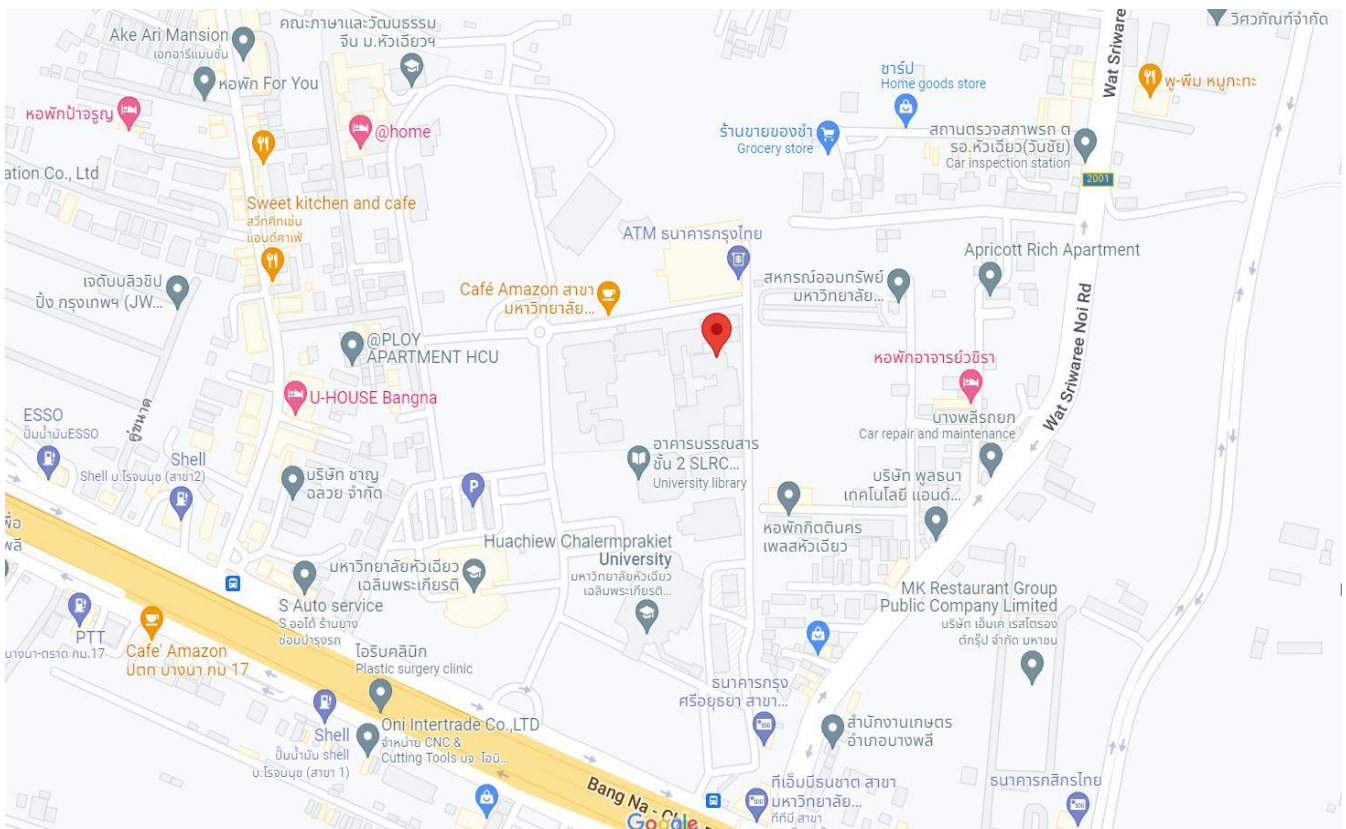 วิศวภัณฑ์จำกัด
Ake Ari Mansion
เอกอารีแมนชั่น
คณะภาษาและวัฒนธรรม
จีน ม.หัวเฉียวฯ
หอพัก For You
หอพักป้าจรูญ
@home
ation Co., Ltd
ชาร์ป
Home goods store
ร้านขายของชำ
Grocery store
Wat Sriware
พู-พีม หมูกะทะ
สถานตรวจสภาพรถ ต
รอ.หัวเฉียว(วันชัย)
Car inspection station
2001
Sweet kitchen and cafe
สวีทคิทเช่น
แอนด์คาเฟ่
ATM ธนาคารกรุงไทย
Apricott Rich Apartment
เจดับบลิวชิป
ปิ้ง กรุงเทพฯ (JW...
Café Amazon สาขา
มหาวิทยาลัย...
สหกรณ์ออมทรัพย์
มหาวิทยาลัย...
@PLOY
APARTMENT HCU
U-HOUSE Bangna
หอพักอาจารย์วชิรา
Wat Sriwaree Noi Rd
คู่ขนาด
ESSO
ปั๊มน้ำมันESSO
Shell
Shell บ.โรจนนุช (สาขา2)
บางพลีรถยก
Car repair and maintenance
อาคารบรรณสาร
ชั้น 2 SLRC...
University library
บริษัท ชาญ
ฉลวย จำกัด
P
บริษัท พูลธนา
เทคโนโลยี แอนด์...
หอพักกิตตินคร
เพลสหัวเฉียว
พลี
Huachiew Chalermprakiet
University
มหาวิทยาลัยหัวเฉียว
เฉลิมพระเกียรติ...
มหาวิทยาลัยหัวเฉียว
เฉลิมพระเกียรติ
MK Restaurant Group
Public Company Limited
บริษัท เอ็มเค เรสโตรอง
ต์กรุ๊ป จำกัด มหาชน
S Auto service
S ออโต้ ร้านยาง
ซ่อมบำรุงรถ
PTT
บางนา-ตราด กม.17
Cafe' Amazon
ปตท บางนา กม 17
ไอรินคลินิก
Plastic surgery clinic
ธนาคารกรุง
ศรีอยุธยา สาขา...
Oni Intertrade Co.,LTD
จำหน่าย CNC &
Cutting Tools บจ. โอนิ...
Shell
ปั๊มน้ำมัน shell
บ.โรจนนุช (สาขา 1)
สำนักงานเกษตร
อำเภอบางพลี
Bang Na - Ch
ทีเอ็มบีธนชาต สาขา
มหาวิทยาลัย...
ทีทีบี สาขา
ธนาคารกสิกรไทย
Google